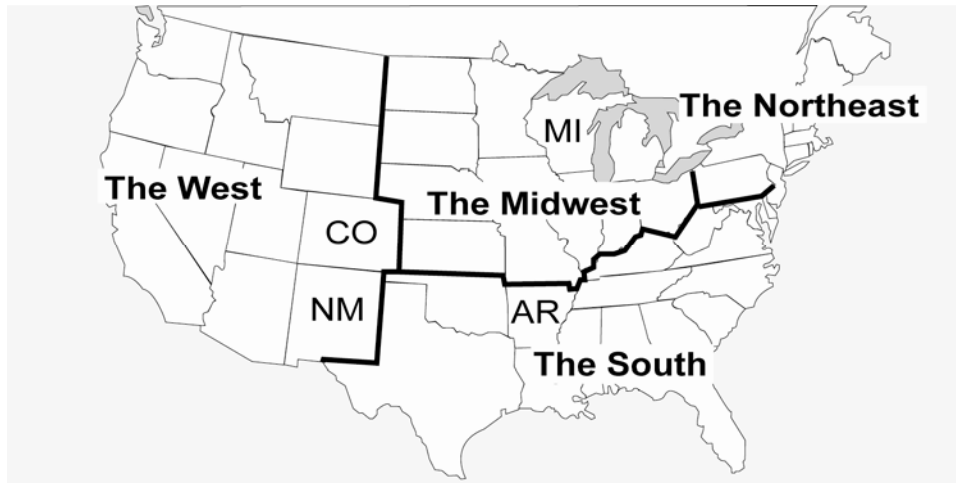 The Northeast
MI
The West
The Midwest
CO
NM
AR
The South